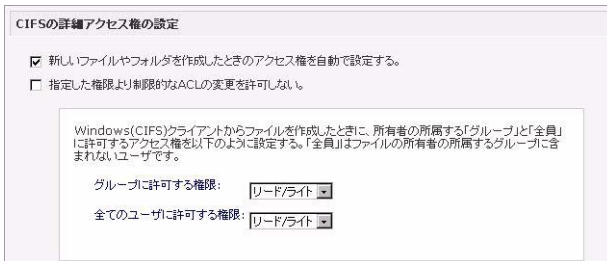 CIFSの詳細アクセス権の設定
新しいファイルやフォルダを作成したときのアクセス権を自動で設定する。
指定した権限より制限的なACLの変更を許可しない。
Windows(CIFS)クライアントからファイルを作成したときに、所有者の所属する「グループ」と「全員」
に許可するアクセス権を以下のように設定する。「全員」はファイルの所有者の所属するグループに含
まれないユーザです。
グループに許可する権限: リード/ライト
全てのユーザに許可する権限: リード/ライト